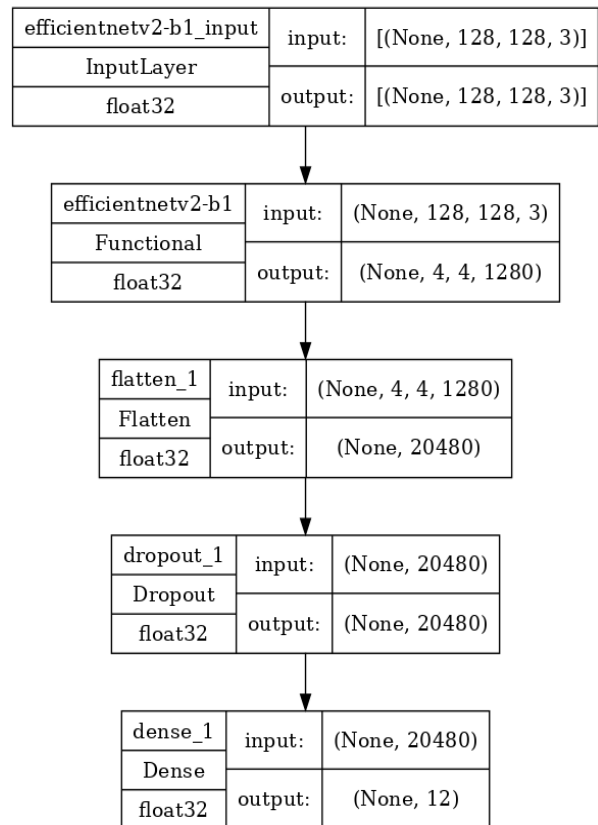 efficientnetv2-b1_input
InputLayer
float32
input:
[(None, 128, 128, 3)]
output:
[(None, 128, 128, 3)]
efficientnetv2-b1
Functional
float32
input:
(None, 128, 128, 3)
output:
(None, 4, 4, 1280)
flatten_1
Flatten
float32
input:
(None, 4, 4, 1280)
output:
(None, 20480)
dropout_1
Dropout
float32
input:
(None, 20480)
output:
(None, 20480)
dense_1
Dense
float32
input:
(None, 20480)
output:
(None, 12)